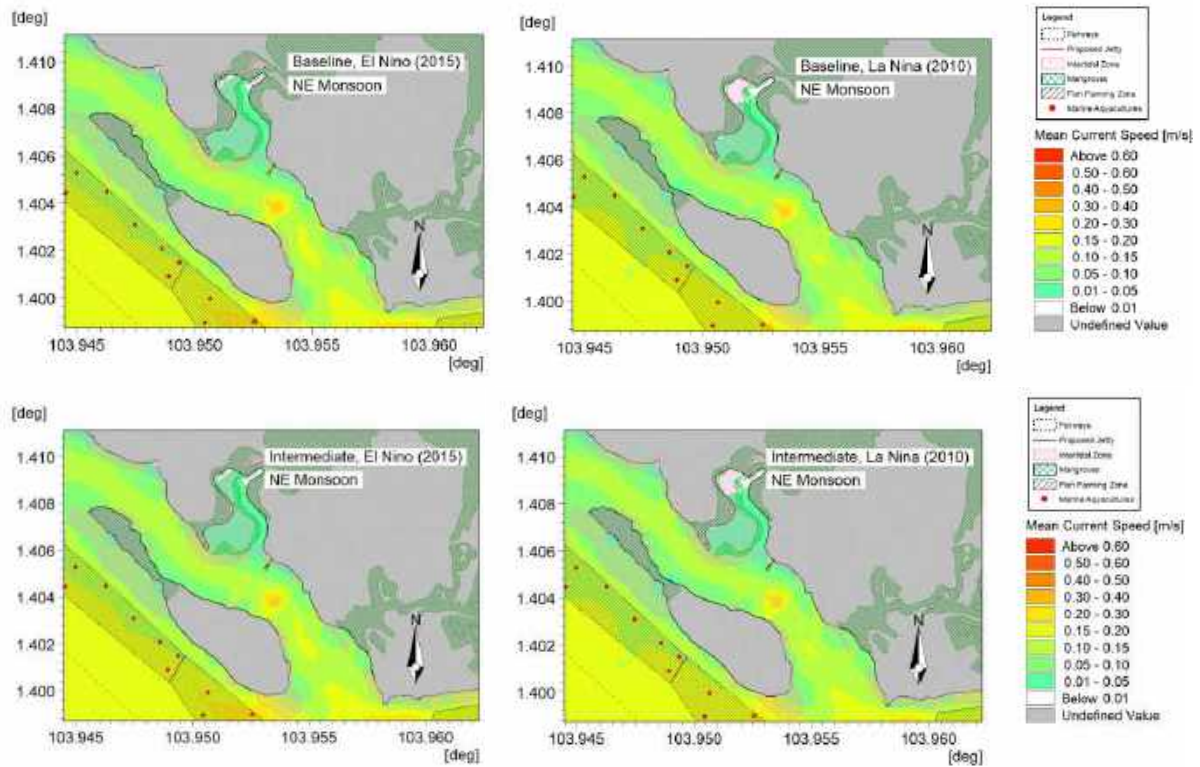 [deg]
1.410
1.408
1.406
1.404
1.402
1.400
Baseline, El Nino (2015)
NE Monsoon
N
103.945
103.950
103.955
103.960
[deg]
[deg]
1.410
1.408
1.406
1.404
1.402
1.400
Baseline, La Nina (2010)
NE Monsoon
N
103.945
103.950
103.955
103.960
[deg]
Legend
Fairways
Proposed Jetty
Intertidal Zone
Mangroves
Fish Farming Zone
Marine Aquacultures
Mean Current Speed [m/s]
Above 0.60
0.50 - 0.60
0.40 - 0.50
0.30 - 0.40
0.20 - 0.30
0.15 - 0.20
0.10 - 0.15
0.05 - 0.10
0.01 - 0.05
Below 0.01
Undefined Value
[deg]
1.410
1.408
1.406
1.404
1.402
1.400
Intermediate, El Nino (2015)
NE Monsoon
N
103.945
103.950
103.955
103.960
[deg]
[deg]
1.410
1.408
1.406
1.404
1.402
1.400
Intermediate, La Nina (2010)
NE Monsoon
N
103.945
103.950
103.955
103.960
[deg]
Legend
Fairways
Proposed Jetty
Intertidal Zone
Mangroves
Fish Farming Zone
Marine Aquacultures
Mean Current Speed [m/s]
Above 0.60
0.50 - 0.60
0.40 - 0.50
0.30 - 0.40
0.20 - 0.30
0.15 - 0.20
0.10 - 0.15
0.05 - 0.10
0.01 - 0.05
Below 0.01
Undefined Value